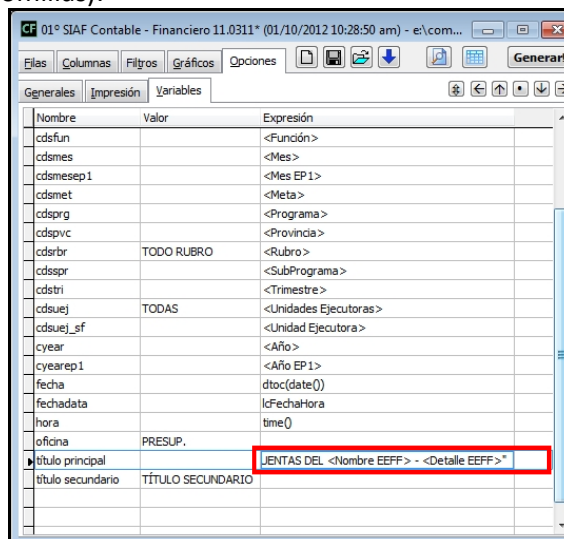 01º SIAF Contable - Financiero 11.0311* (01/10/2012 10:28:50 am) - e:\com...
Filas Columnas Filtros Gráficos Opciones Generar!
Generales Impresión Variables
Nombre Valor Expresión
cdsfun <Función>
cdsmes <Mes>
cdsmesep1 <Mes EP1>
cdsmet <Meta>
cdsprg <Programa>
cdspvc <Provincia>
cdsrbr TODO RUBRO <Rubro>
cdsspr <SubPrograma>
cdstri <Trimestre>
cdsuej TODAS <Unidades Ejecutoras>
cdsuej_sf <Unidad Ejecutora>
cyear <Año>
cyearep1 <Año EP1>
fecha dtoc(date())
fechadata lcFechaHora
hora time()
oficina PRESUP.
título principal JENTAS DEL <Nombre EEFF> - <Detalle EEFF>"
título secundario TÍTULO SECUNDARIO